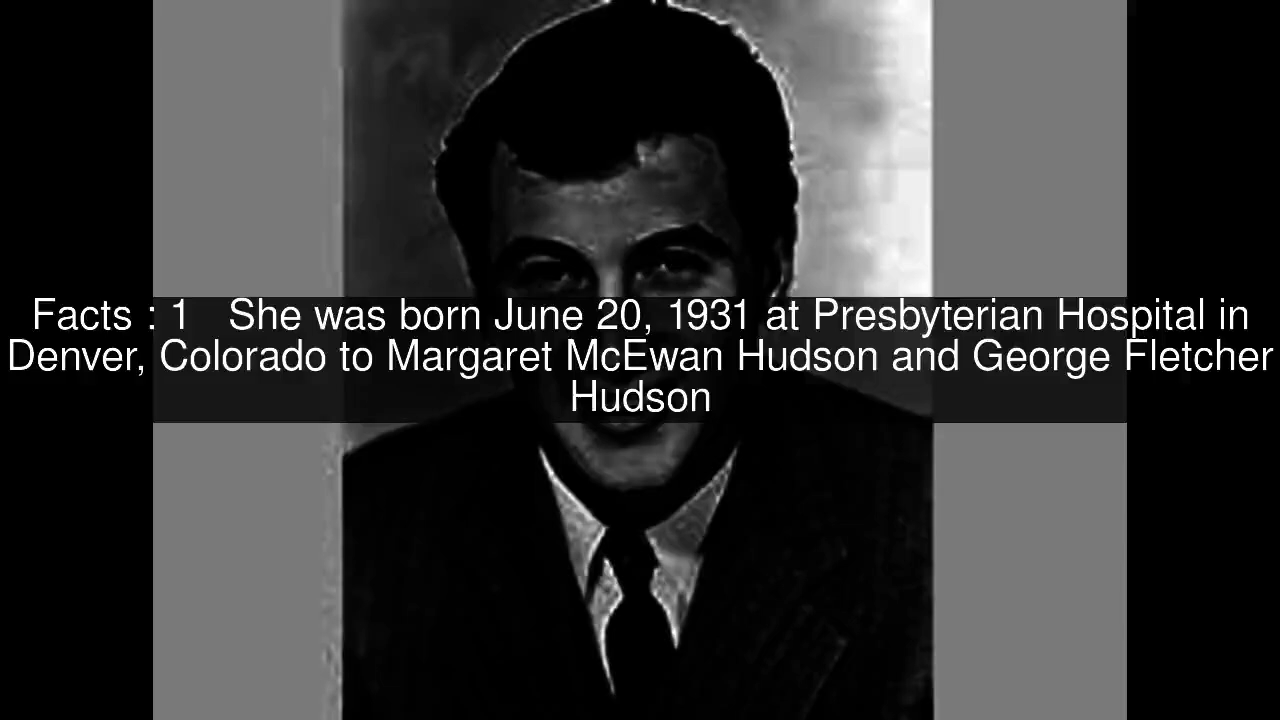 Facts : 1   She was born June 20, 1931 at Presbyterian Hospital in
Denver, Colorado to Margaret McEwan Hudson and George Fletcher
Hudson